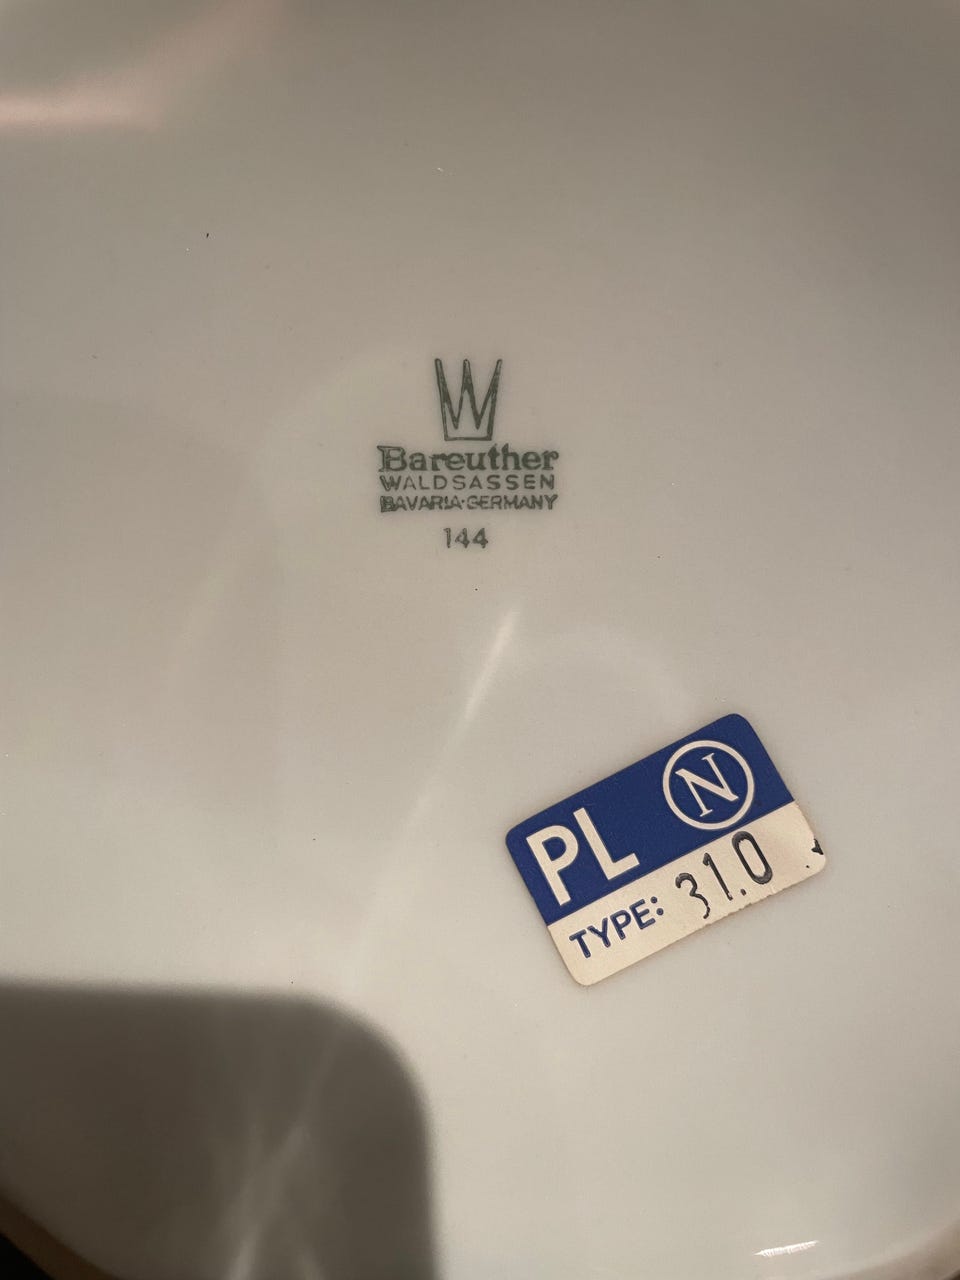 W
Bareuther
WALDSASSEN
BAVARIA·GERMANY
144
PL N
TYPE: 31.0